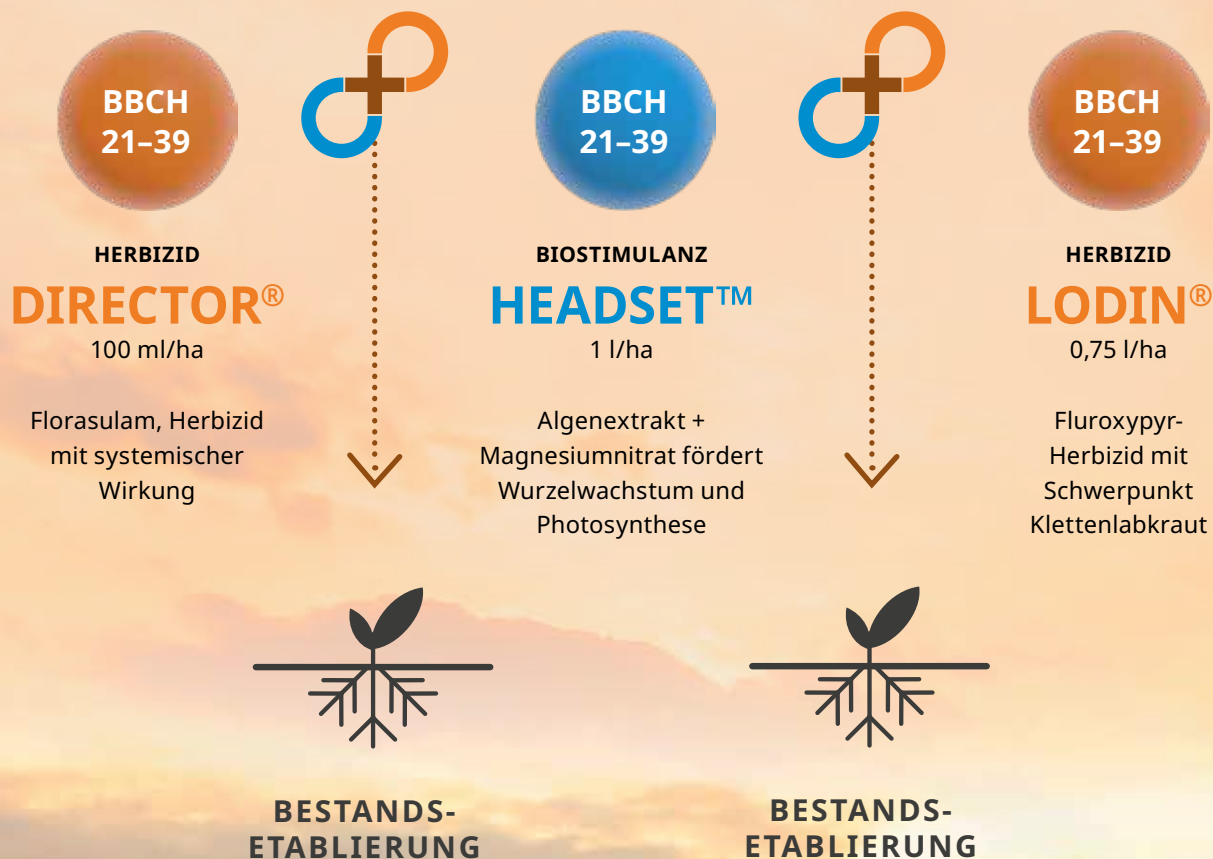 BBCH
21–39
HERBIZID
DIRECTOR®
100 ml/ha
Florasulam, Herbizid
mit systemischer
Wirkung
BBCH
21–39
BIOSTIMULANZ
HEADSET™
1 l/ha
Algenextrakt +
Magnesiumnitrat fördert
Wurzelwachstum und
Photosynthese
BBCH
21–39
HERBIZID
LODIN®
0,75 l/ha
Fluroxypyr-
Herbizid mit
Schwerpunkt
Klettenlabkraut
BESTANDS-
ETABLIERUNG
BESTANDS-
ETABLIERUNG